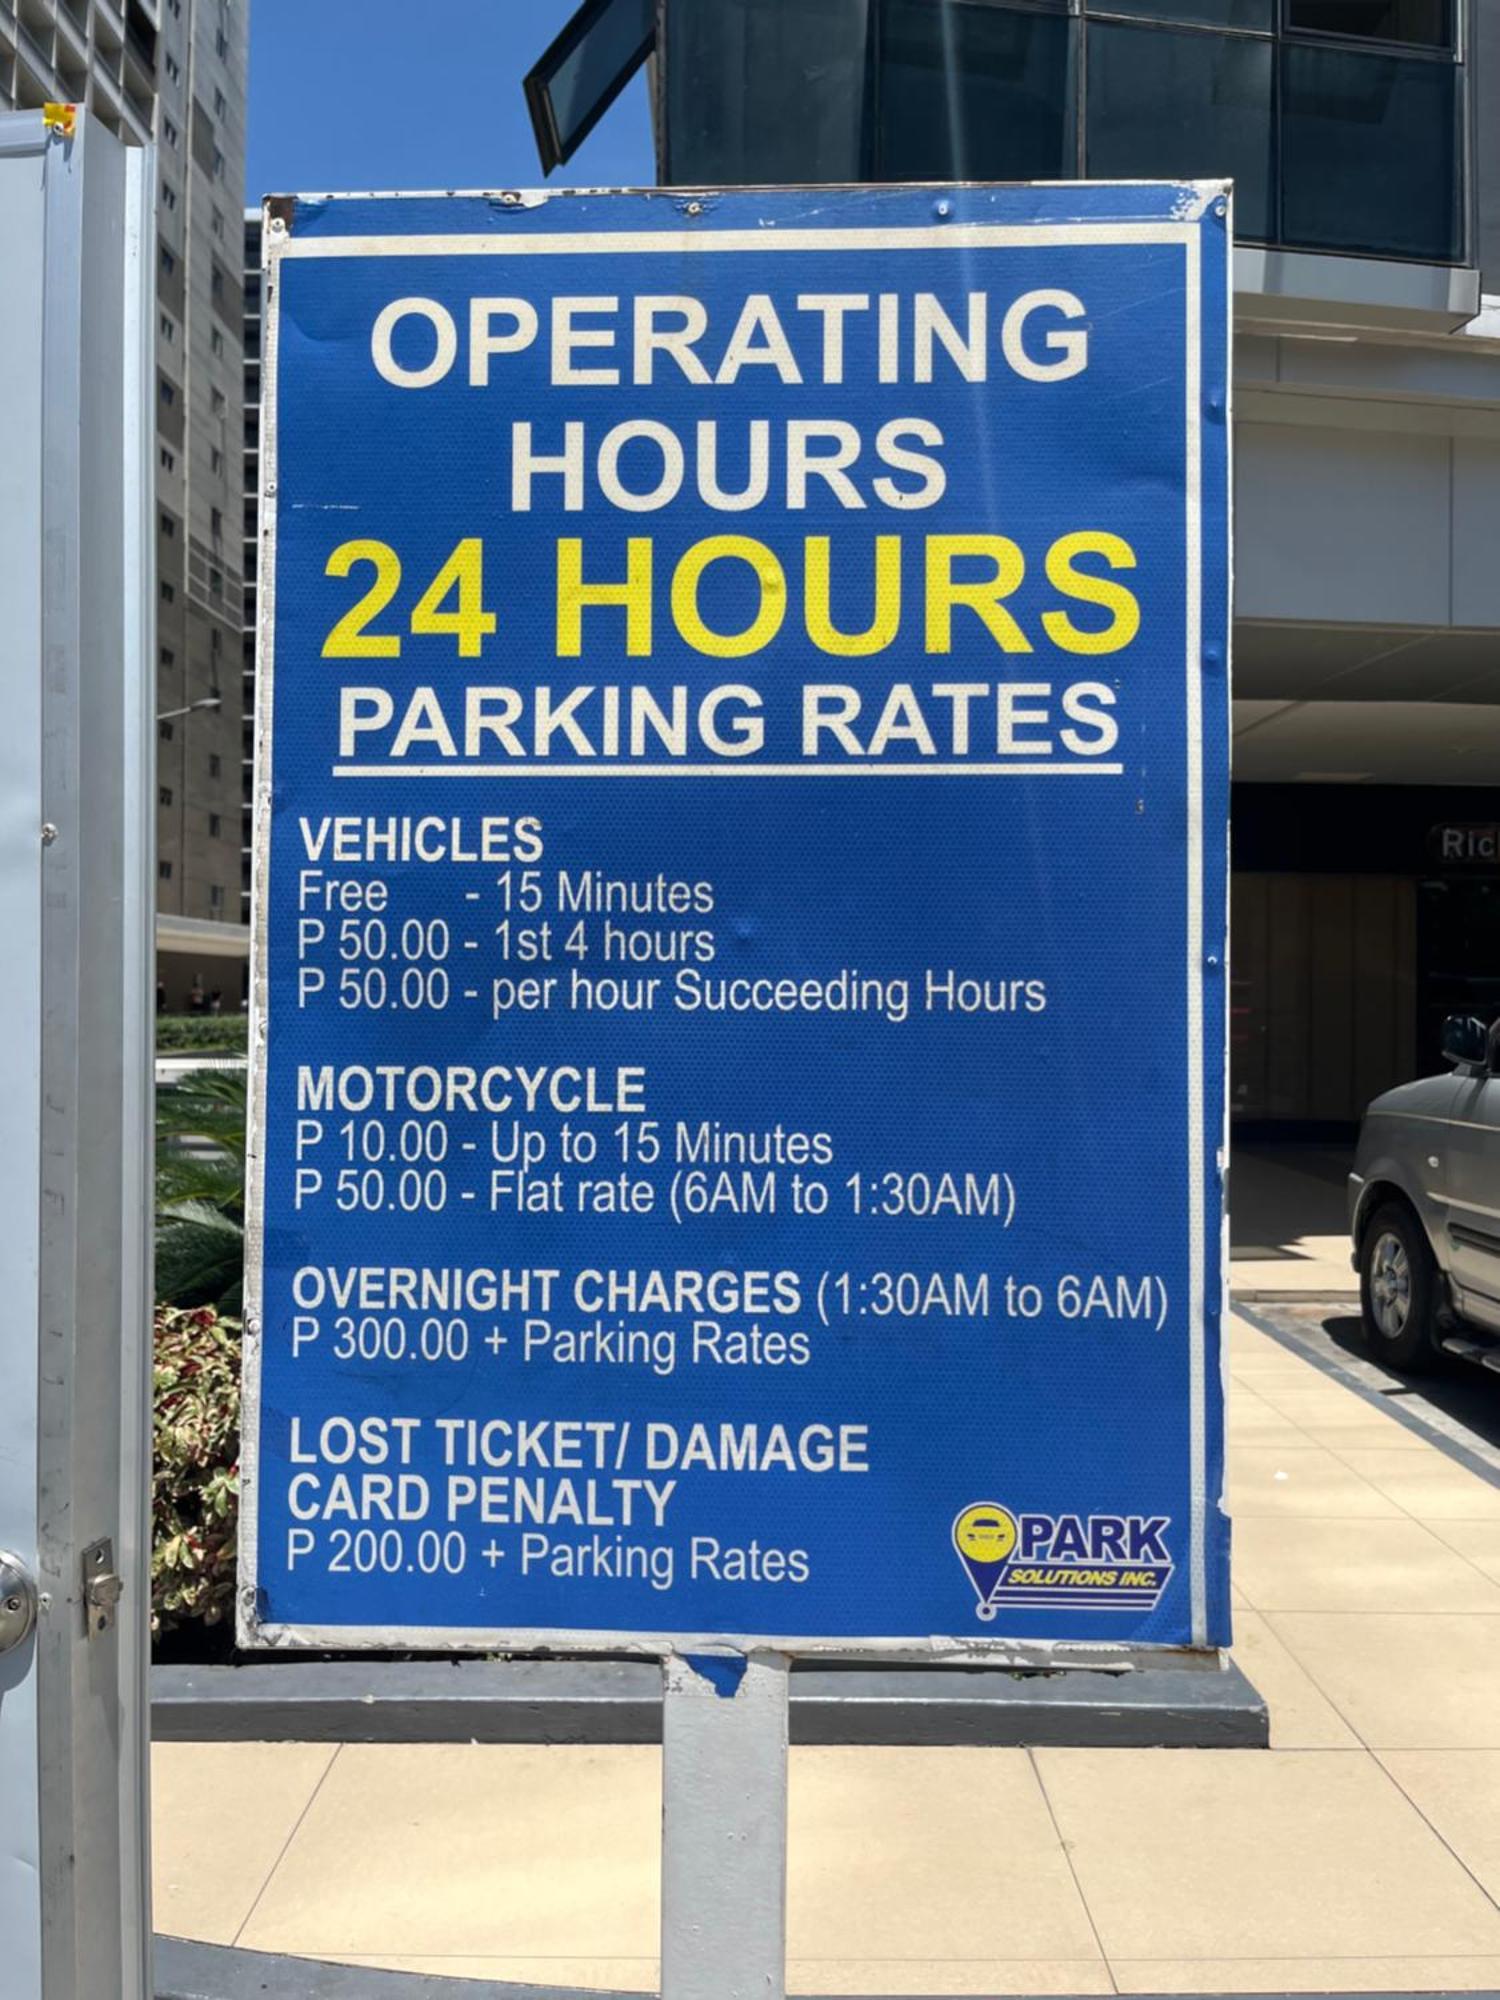 OPERATING
HOURS
24 HOURS
PARKING RATES
VEHICLES
Free - 15 Minutes
P 50.00 - 1st 4 hours
P 50.00 - per hour Succeeding Hours
MOTORCYCLE
P 10.00 - Up to 15 Minutes
P 50.00 - Flat rate (6AM to 1:30AM)
OVERNIGHT CHARGES (1:30AM to 6AM)
P 300.00 + Parking Rates
LOST TICKET/ DAMAGE
CARD PENALTY
P 200.00 + Parking Rates
PARK
SOLUTIONS INC.